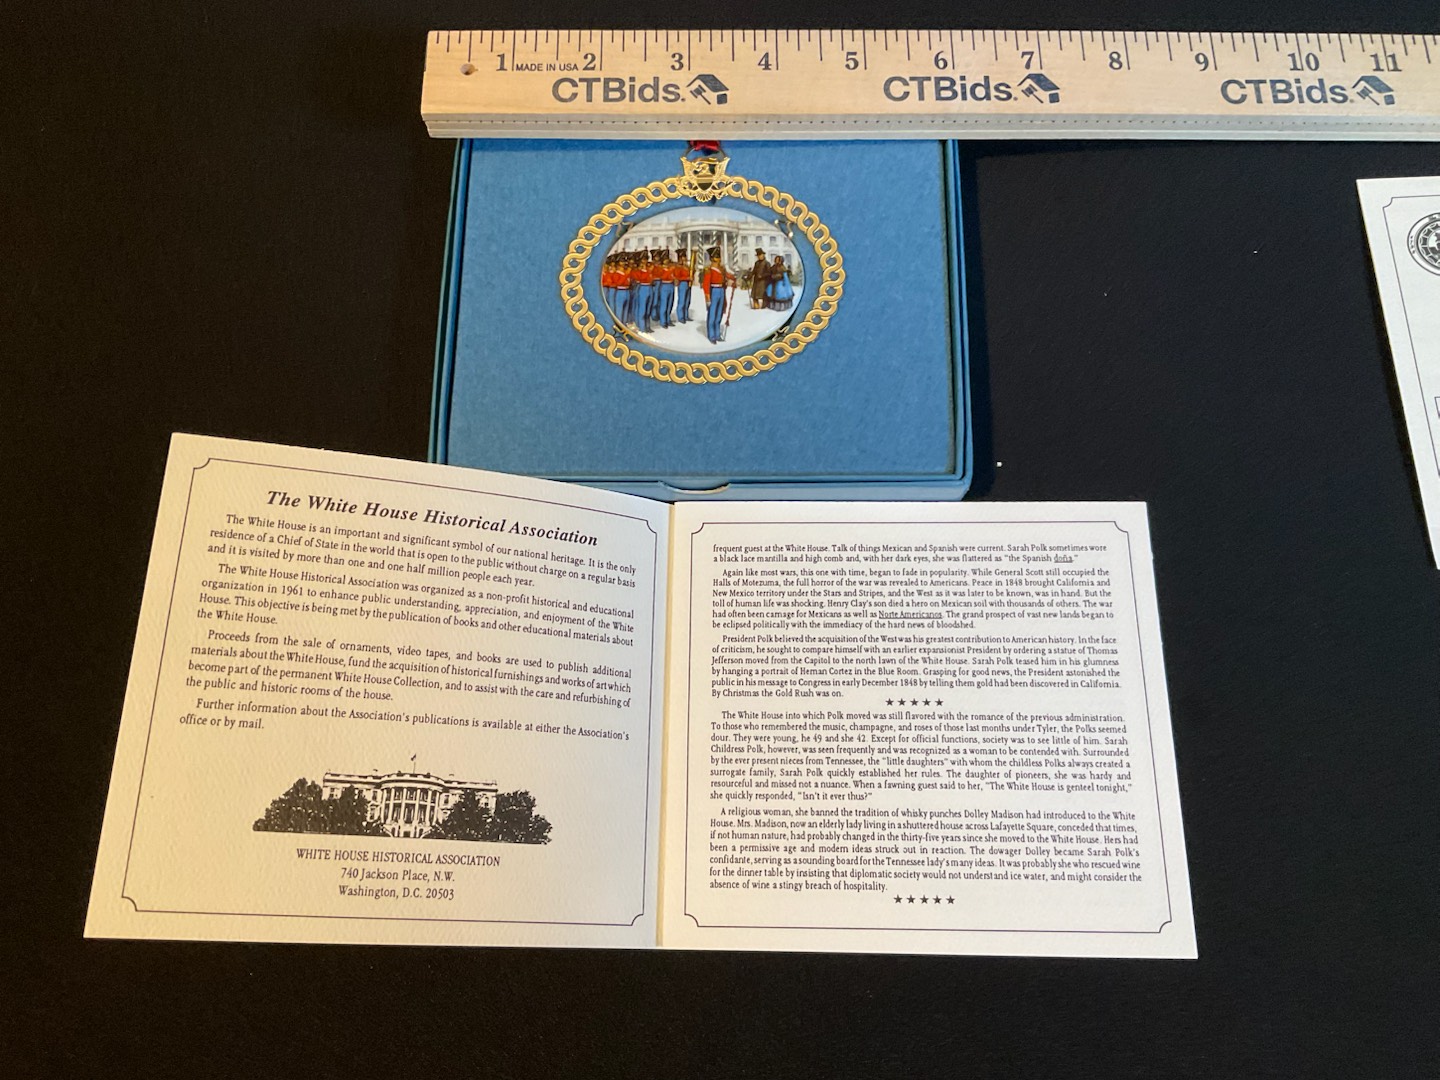 1 MADE IN USA 2 3 4 5 6 7 8 9 10 11
CTBids. CTBids. CTBids.
The White House Historical Association
The White House is an important and significant symbol of our national heritage. It is the only
residence of a Chief of State in the world that is open to the public without charge on a regular basis
and it is visited by more than one and one half million people each year.
The White House Historical Association was organized as a non-profit historical and educational
organization in 1961 to enhance public understanding, appreciation, and enjoyment of the White
House. This objective is being met by the publication of books and other educational materials about
the White House.
Proceeds from the sale of ornaments, video tapes, and books are used to publish additional
materials about the White House, fund the acquisition of historical furnishings and works of art which
become part of the permanent White House Collection, and to assist with the care and refurbishing of
the public and historic rooms of the house.
Further information about the Association's publications is available at either the Association's
office or by mail.
WHITE HOUSE HISTORICAL ASSOCIATION
740 Jackson Place, N.W.
Washington, D.C. 20503
frequent guest at the White House. Talk of things Mexican and Spanish were current. Sarah Polk sometimes wore
a black lace mantilla and high comb and, with her dark eyes, she was flattered as "the Spanish doña."
Again like most wars, this one with time, began to fade in popularity. While General Scott still occupied the
Halls of Motezuma, the full horror of the war was revealed to Americans. Peace in 1848 brought California and
New Mexico territory under the Stars and Stripes, and the West as it was later to be known, was in hand. But the
toll of human life was shocking. Henry Clay's son died a hero on Mexican soil with thousands of others. The war
had often been carnage for Mexicans as well as Norte Americanos. The grand prospect of vast new lands began to
be eclipsed politically with the immediacy of the hard news of bloodshed.
President Polk believed the acquisition of the West was his greatest contribution to American history. In the face
of criticism, he sought to compare himself with an earlier expansionist President by ordering a statue of Thomas
Jefferson moved from the Capitol to the north lawn of the White House. Sarah Polk teased him in his glumness
by hanging a portrait of Hernan Cortez in the Blue Room. Grasping for good news, the President astonished the
public in his message to Congress in early December 1848 by telling them gold had been discovered in California.
By Christmas the Gold Rush was on.
★★★★★
The White House into which Polk moved was still flavored with the romance of the previous administration.
To those who remembered the music, champagne, and roses of those last months under Tyler, the Polks seemed
dour. They were young, he 49 and she 42. Except for official functions, society was to see little of him. Sarah
Childress Polk, however, was seen frequently and was recognized as a woman to be contended with. Surrounded
by the ever present nieces from Tennessee, the "little daughters" with whom the childless Polks always created a
surrogate family, Sarah Polk quickly established her rules. The daughter of pioneers, she was hardy and
resourceful and missed not a nuance. When a fawning guest said to her, "The White House is genteel tonight,"
she quickly responded, "Isn't it ever thus?"
A religious woman, she banned the tradition of whisky punches Dolley Madison had introduced to the White
House. Mrs. Madison, now an elderly lady living in a shuttered house across Lafayette Square, conceded that times,
if not human nature, had probably changed in the thirty-five years since she moved to the White House. Hers had
been a permissive age and modern ideas struck out in reaction. The dowager Dolley became Sarah Polk's
confidante, serving as a sounding board for the Tennessee lady's many ideas. It was probably she who rescued wine
for the dinner table by insisting that diplomatic society would not understand ice water, and might consider the
absence of wine a stingy breach of hospitality.
★★★★★